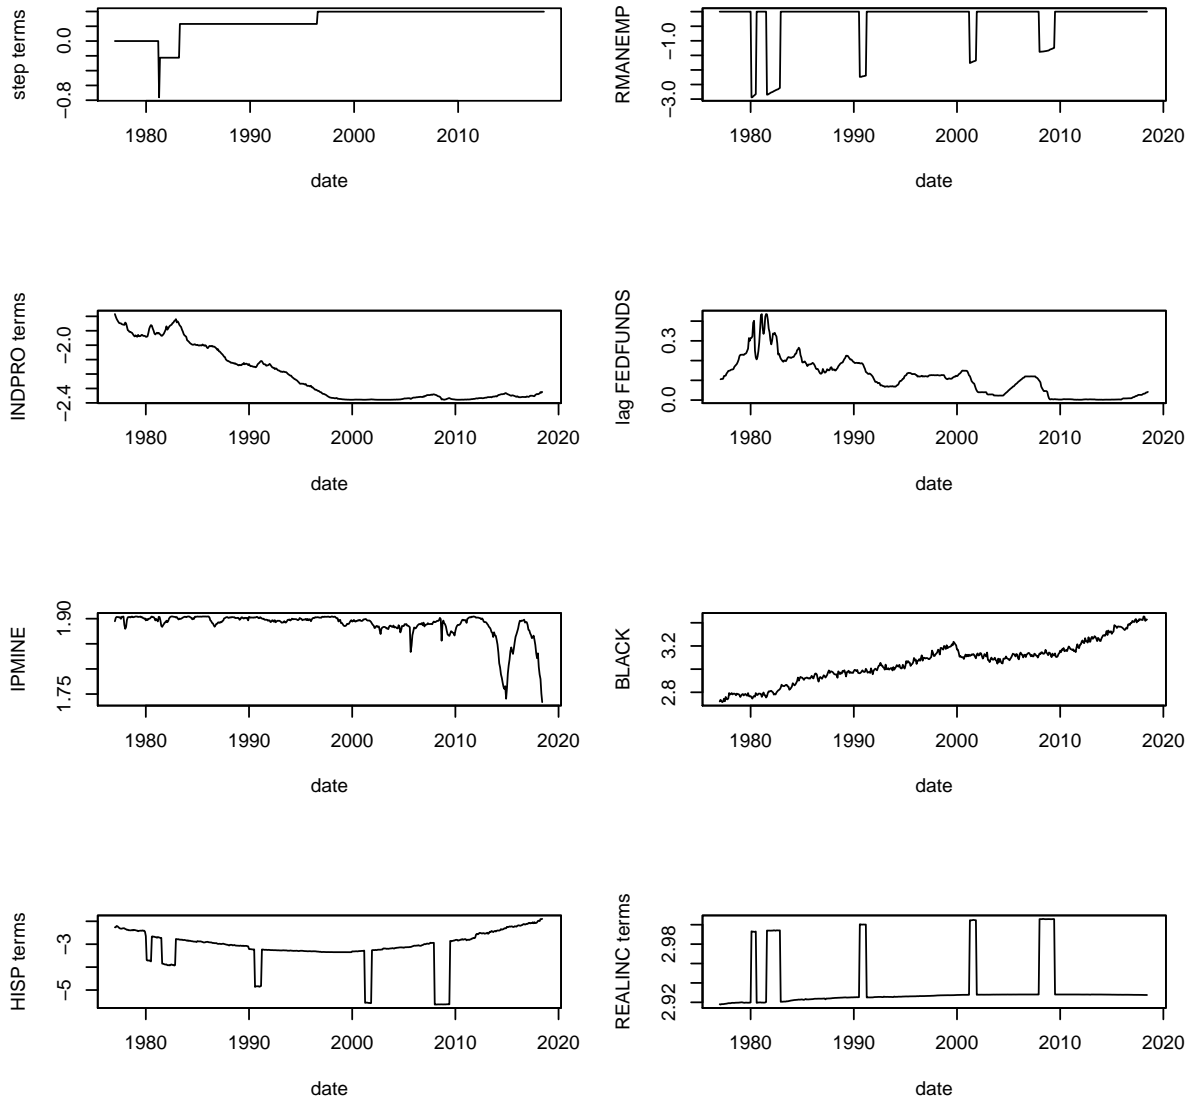 step terms
0.0
−0.8
1980 1990 2000 2010
date
RMANEMP
−1.0
−3.0
1980 1990 2000 2010 2020
date
INDPRO terms
−2.0
−2.4
1980 1990 2000 2010 2020
date
lag FEDFUNDS
0.3
0.0
1980 1990 2000 2010 2020
date
IPMINE
1.90
1.75
1980 1990 2000 2010 2020
date
BLACK
3.2
2.8
1980 1990 2000 2010 2020
date
HISP terms
−3
−5
1980 1990 2000 2010 2020
date
REALINC terms
2.98
2.92
1980 1990 2000 2010 2020
date